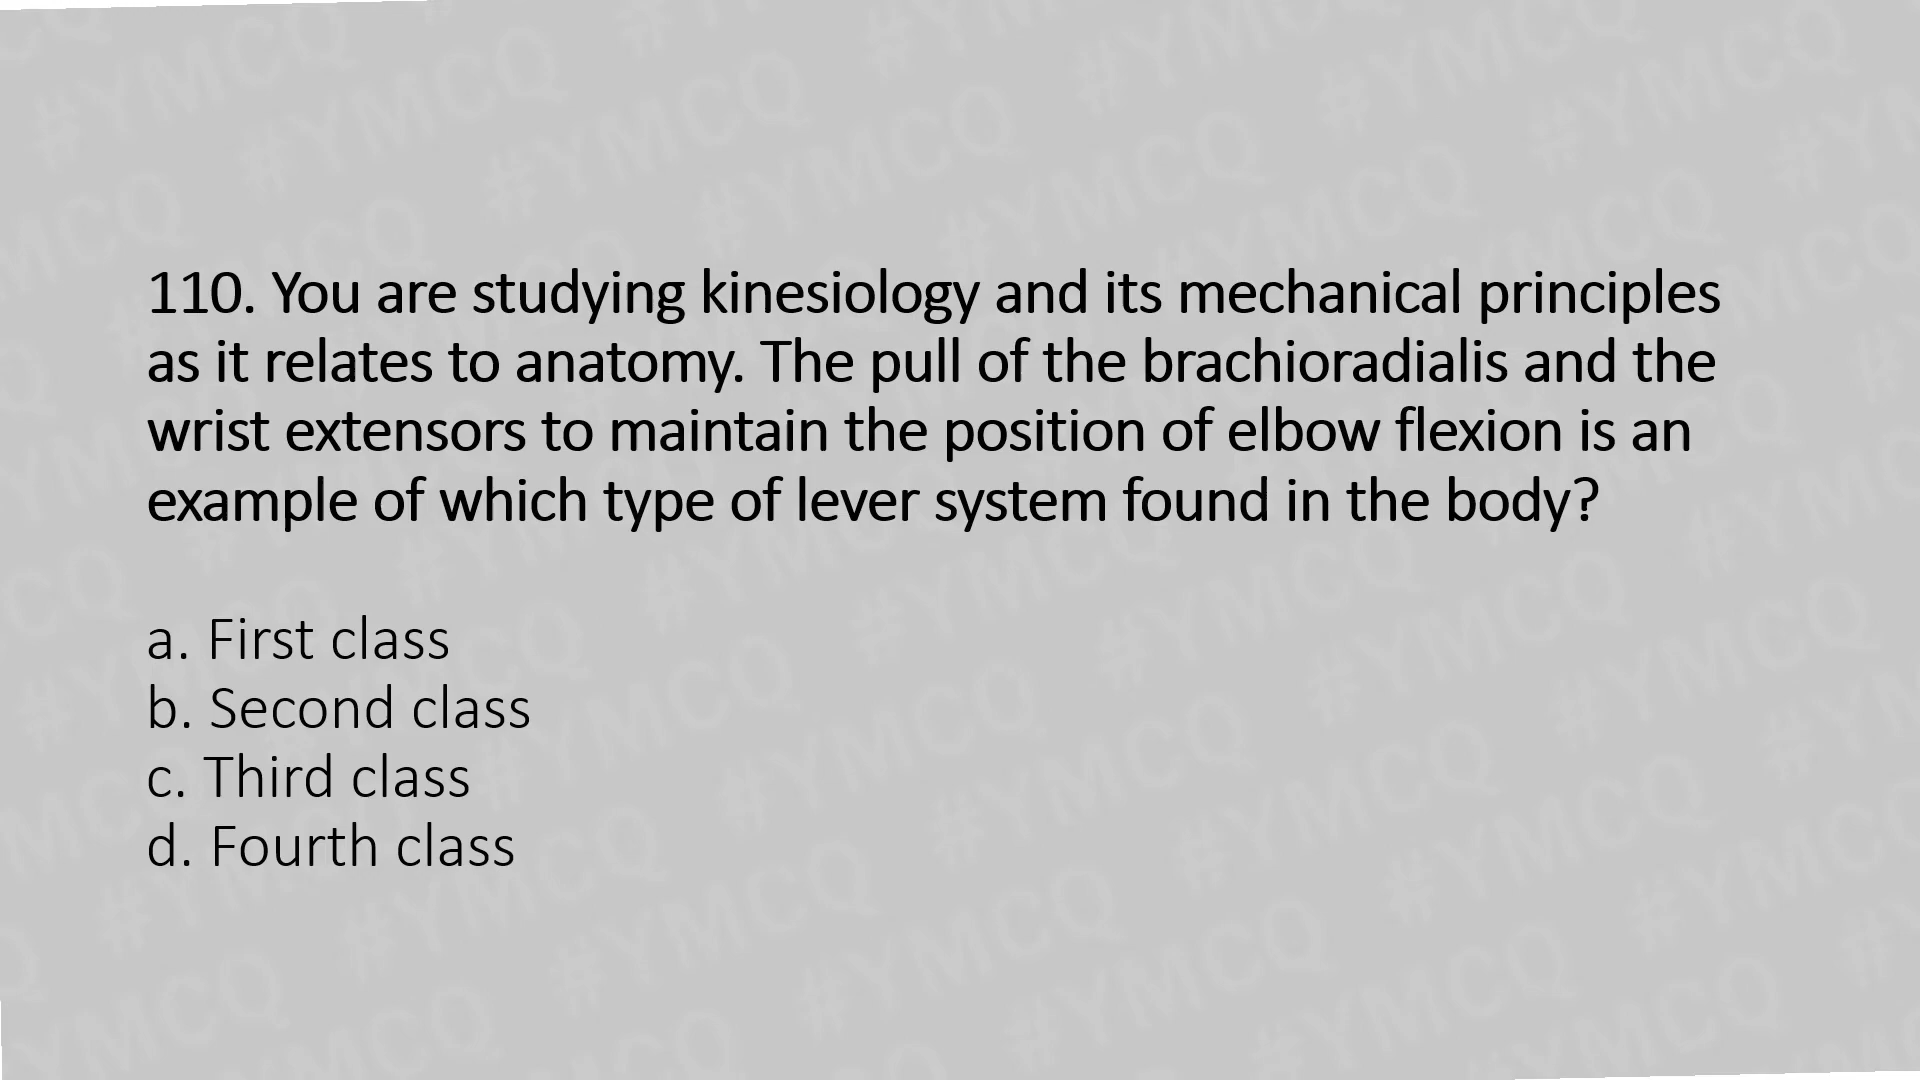 110. You are studying kinesiology and its mechanical principles
as it relates to anatomy. The pull of the brachioradialis and the
wrist extensors to maintain the position of elbow flexion is an
example of which type of lever system found in the body?
a. First class
b. Second class
c. Third class
d. Fourth class
#YMCQ